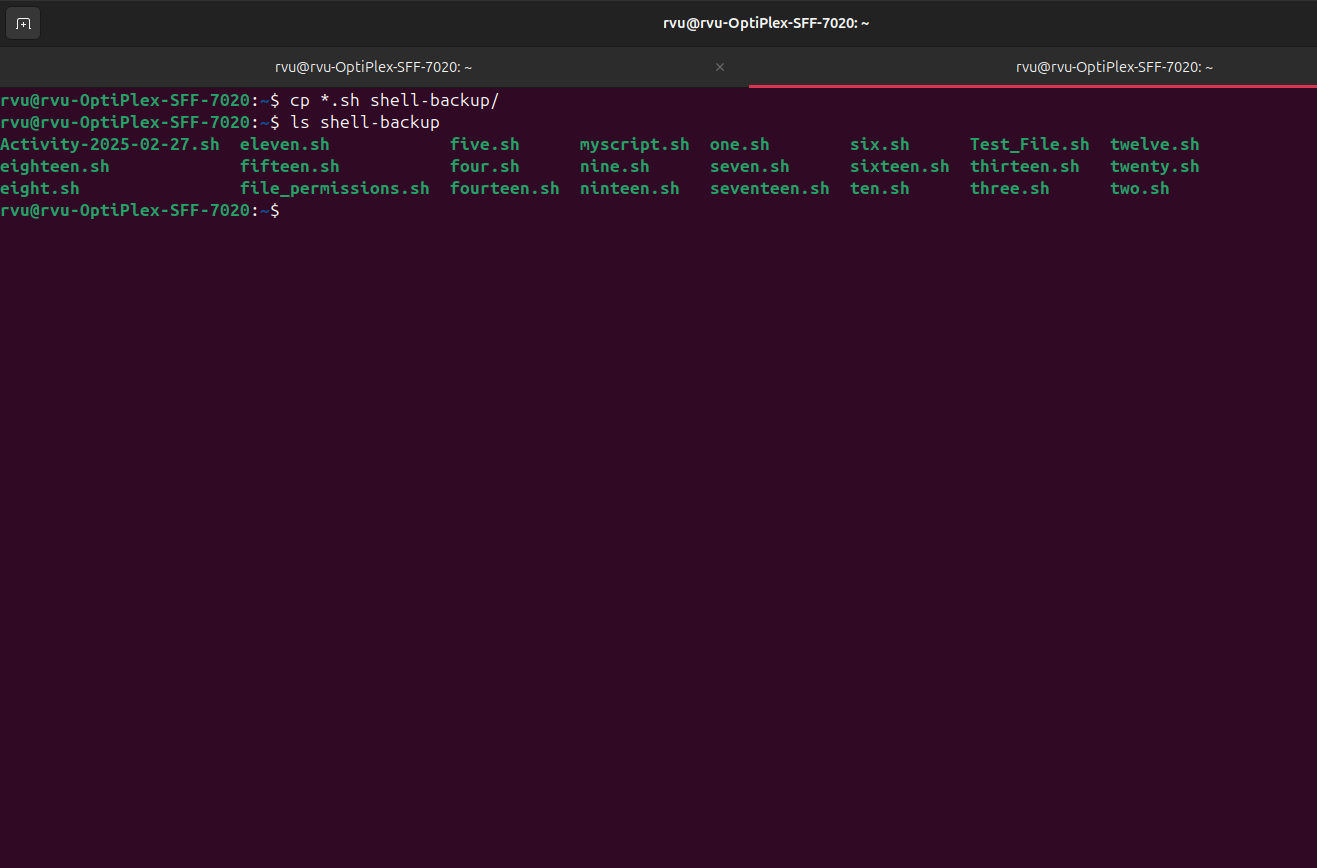 rvu@rvu-OptiPlex-SFF-7020: ~
rvu@rvu-OptiPlex-SFF-7020: ~ × rvu@rvu-OptiPlex-SFF-7020: ~
rvu@rvu-OptiPlex-SFF-7020:~$ cp *.sh shell-backup/
rvu@rvu-OptiPlex-SFF-7020:~$ ls shell-backup
Activity-2025-02-27.sh  eleven.sh            five.sh      myscript.sh  one.sh        six.sh      Test_File.sh  twelve.sh
eighteen.sh             fifteen.sh           four.sh      nine.sh      seven.sh      sixteen.sh  thirteen.sh   twenty.sh
eight.sh                file_permissions.sh  fourteen.sh  ninteen.sh   seventeen.sh  ten.sh      three.sh      two.sh
rvu@rvu-OptiPlex-SFF-7020:~$